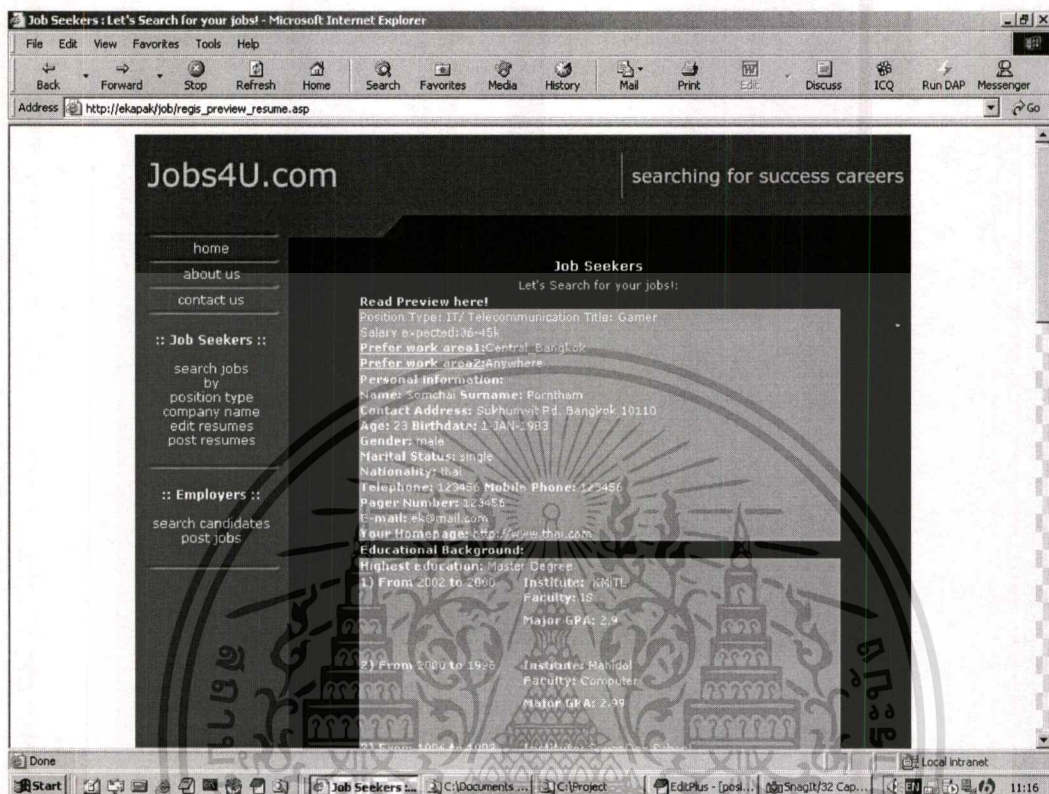 Job Seekers : Let's Search for your jobs! - Microsoft Internet Explorer
File Edit View Favorites Tools Help
Back Forward Stop Refresh Home Search Favorites Media History Mail Print Edit Discuss ICQ Run DAP Messenger
Address http://ekapak/job/regis_preview_resume.asp Go
Jobs4U.com
searching for success careers
home
about us
contact us
:: Job Seekers ::
search jobs
by
position type
company name
edit resumes
post resumes
:: Employers ::
search candidates
post jobs
Job Seekers
Let's Search for your jobs!:
Read Preview here!
Position Type: IT/ Telecommunication Title: Gamer
Salary expected:36-45k
Prefer work area1:Central_Bangkok
Prefer work area2:Anywhere
Personal information:
Name: Somchai Surname: Porntham
Contact Address: Sukhumvit Rd. Bangkok 10110
Age: 23 Birthdate: 1-JAN-1983
Gender: male
Marital Status: single
Nationality: thai
Telephone: 123456 Mobile Phone: 123456
Pager Number: 123456
E-mail: ek@mail.com
Your Homepage: http://www.thai.com
Educational Background:
Highest education: Master Degree
1) From 2002 to 2000 Institute: KMITL
Faculty: IS
Major GPA: 2.9
2) From 2000 to 1996 Institute: Mahidol
Faculty: Computer
Major GPA: 2.99
Done
Local intranet
Start Job Seekers :... C:\Documents ... C:\Project EditPlus - [posi... SnagIt/32 Cap... EN 11:16